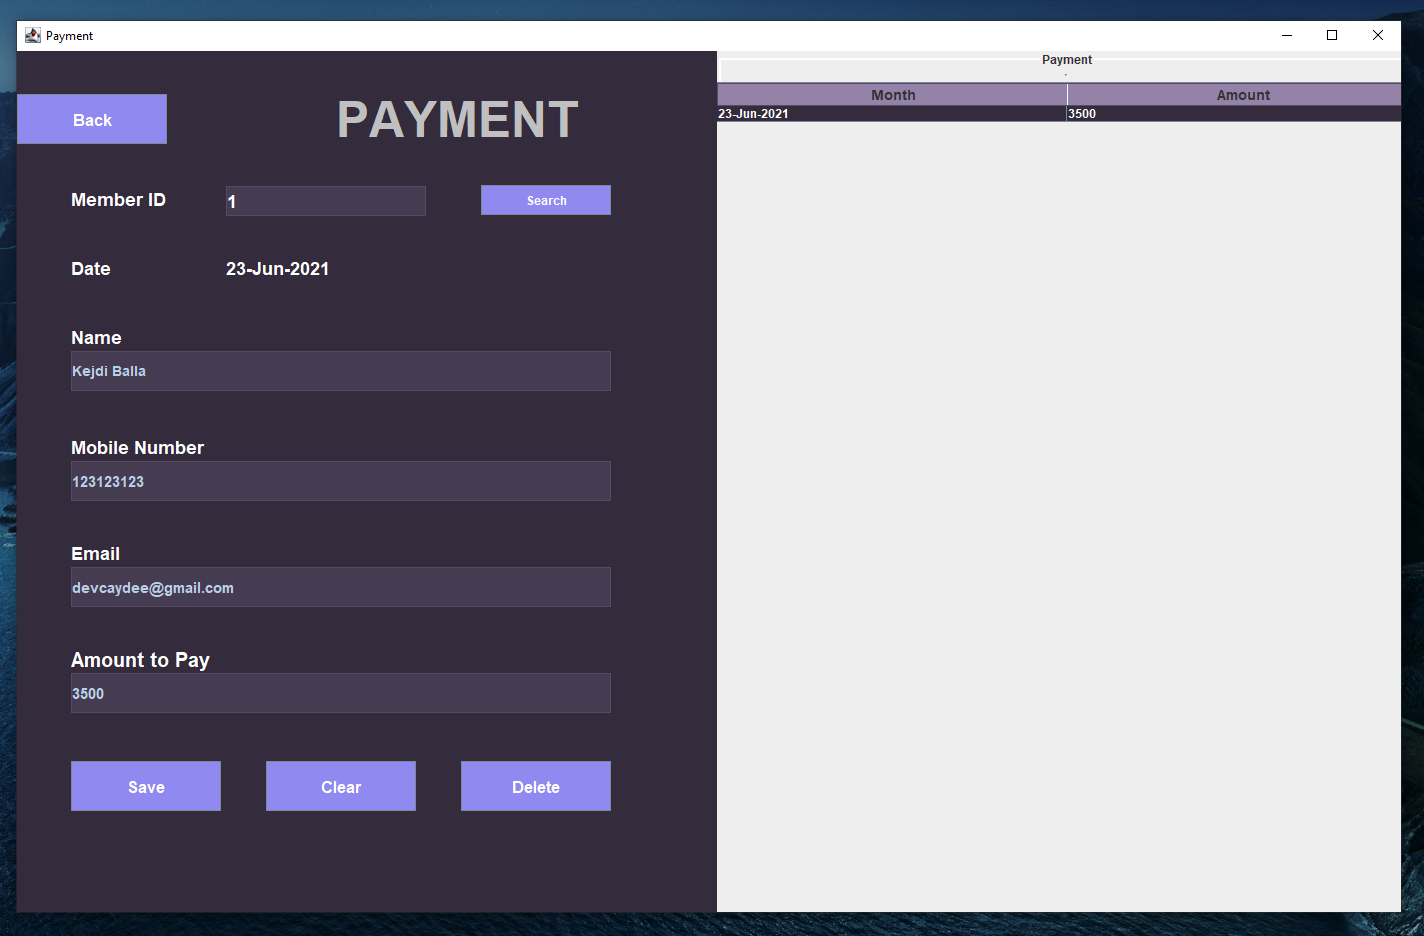 Payment
Back
PAYMENT
Member ID
1
Search
Date
23-Jun-2021
Name
Kejdi Balla
Mobile Number
123123123
Email
devcaydee@gmail.com
Amount to Pay
3500
Save
Clear
Delete
Payment
Month
Amount
23-Jun-2021
3500